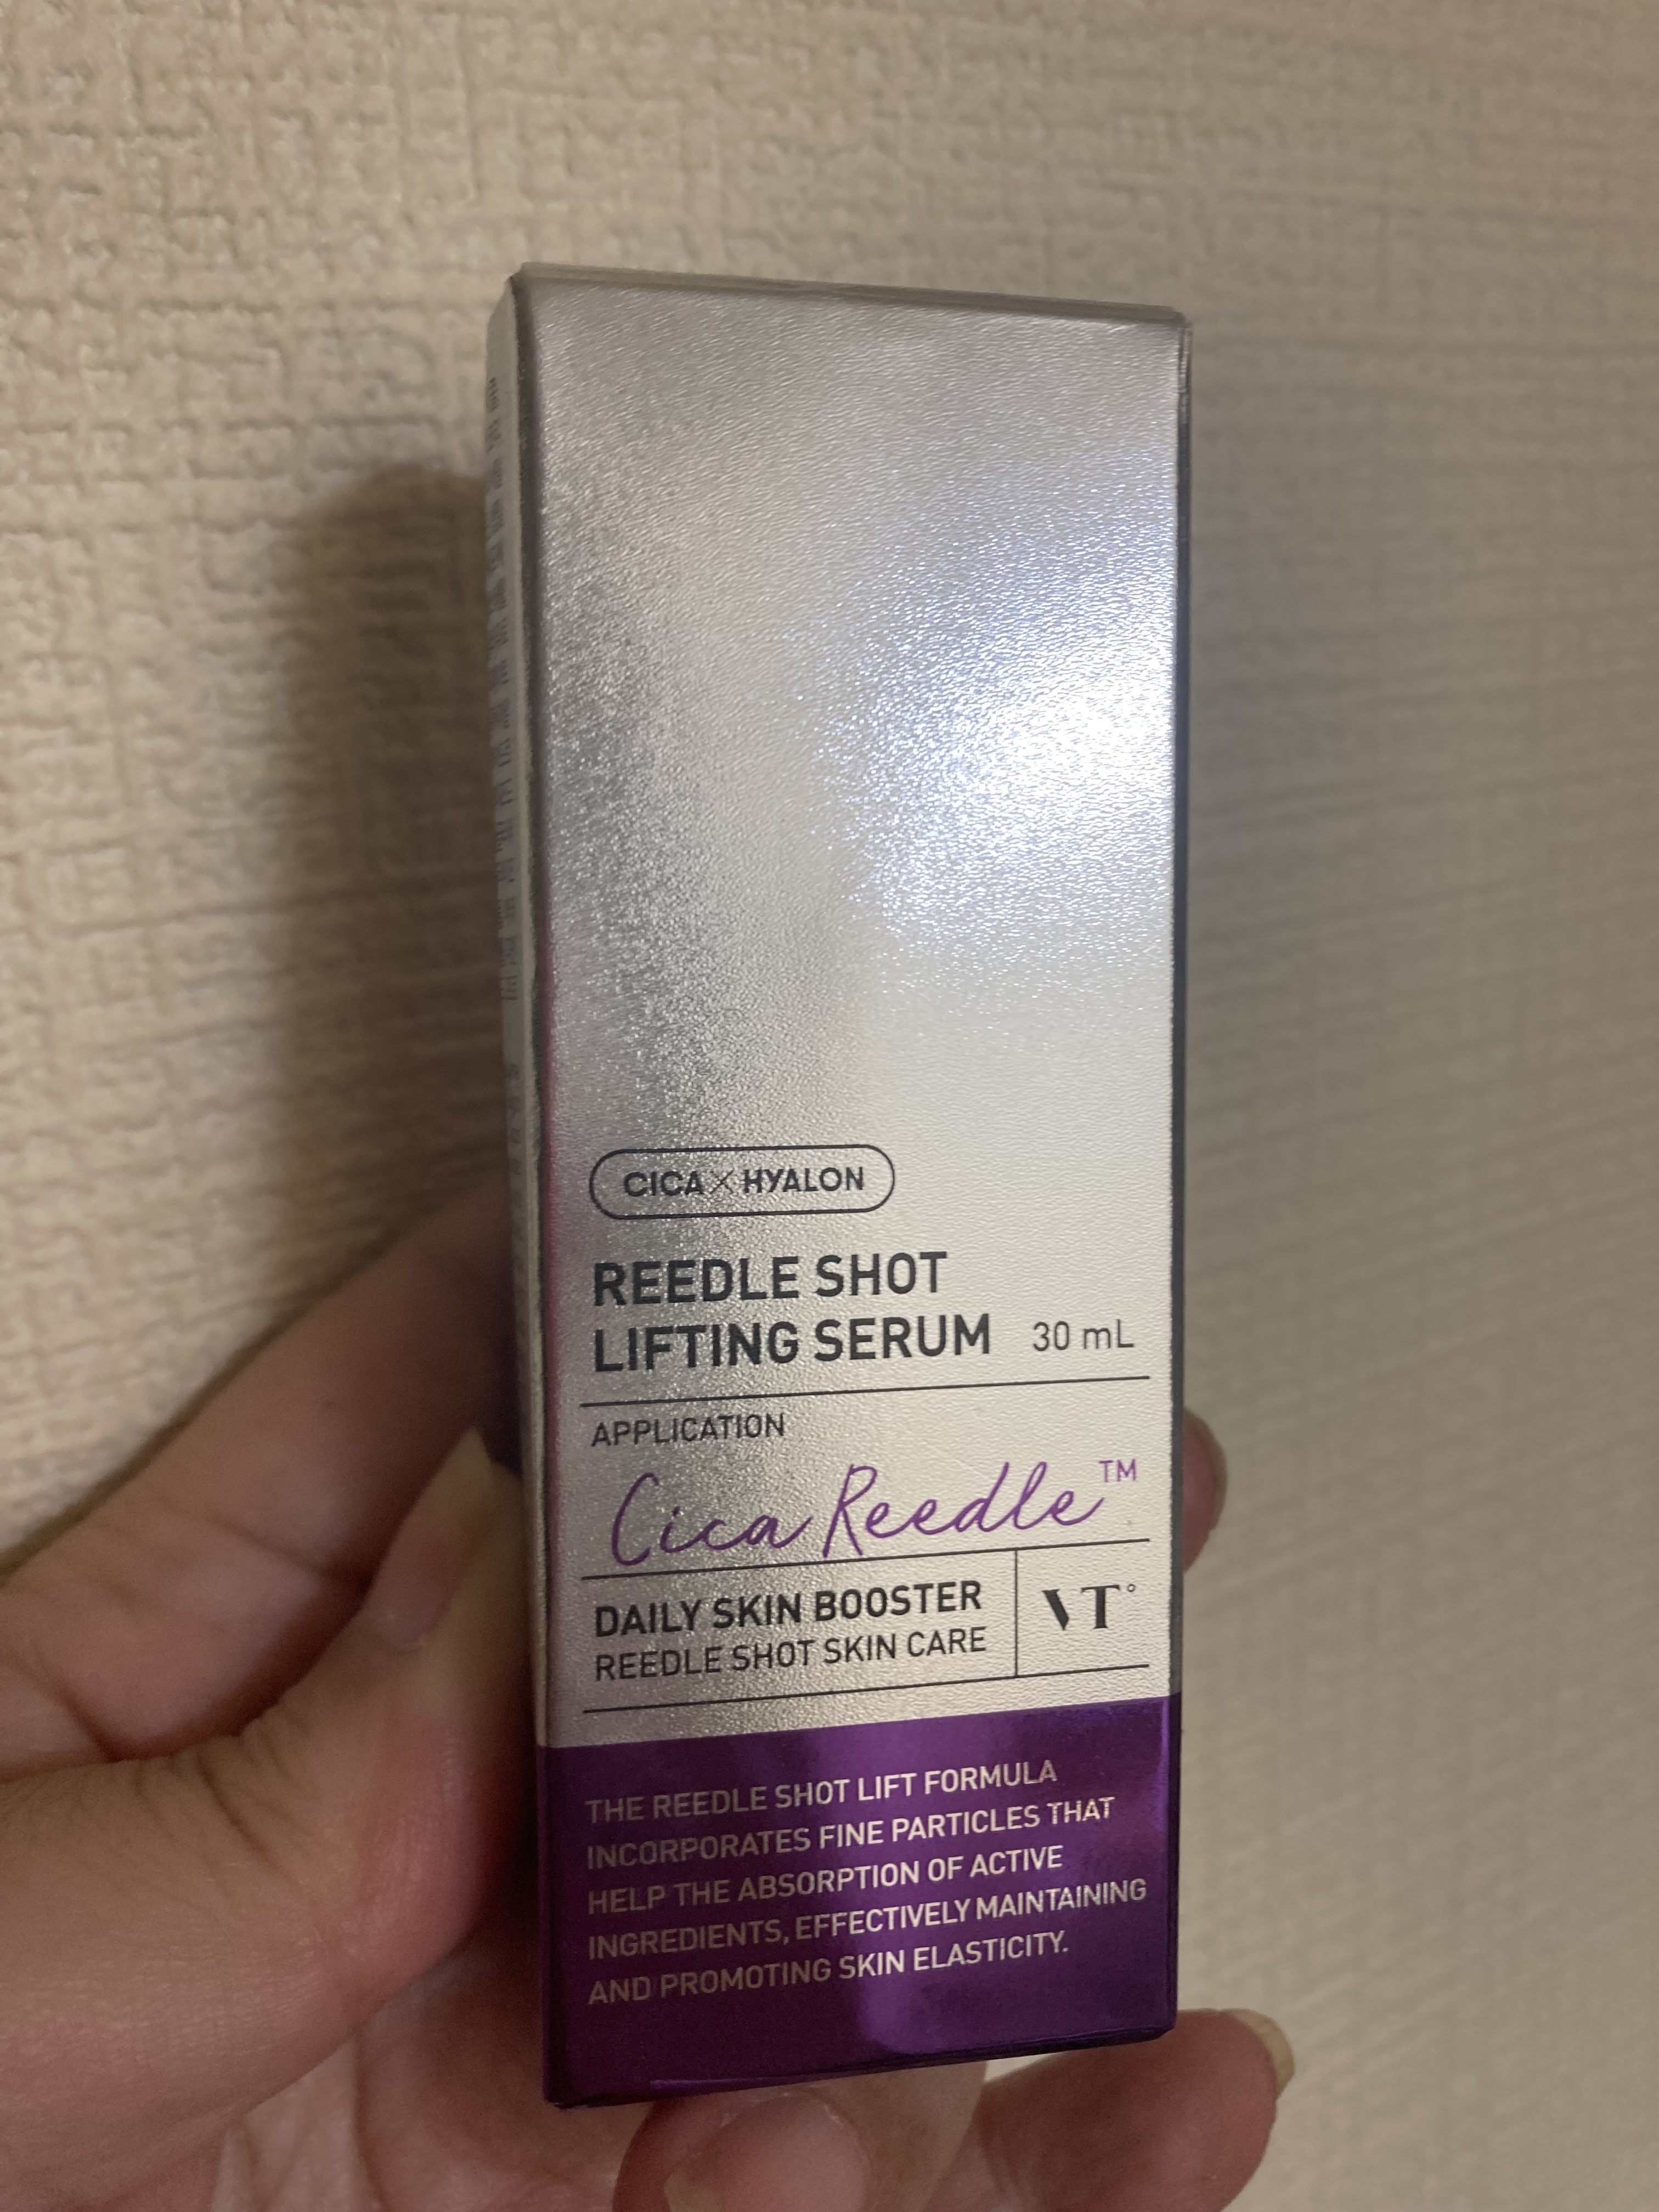 CICA × HYALON
REEDLE SHOT
LIFTING SERUM 30 mL
APPLICATION
Cica Reedle™
DAILY SKIN BOOSTER
REEDLE SHOT SKIN CARE
VT°
THE REEDLE SHOT LIFT FORMULA
INCORPORATES FINE PARTICLES THAT
HELP THE ABSORPTION OF ACTIVE
INGREDIENTS, EFFECTIVELY MAINTAINING
AND PROMOTING SKIN ELASTICITY.